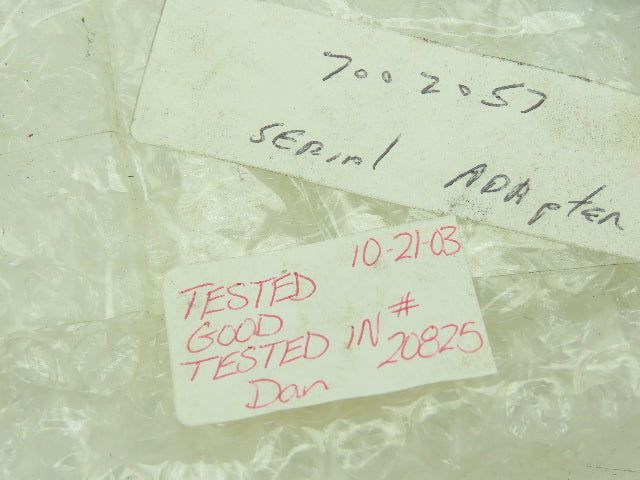 7002057
SERIAL ADApter
10-21-03
TESTED
GOOD
TESTED IN # 20825
Dan